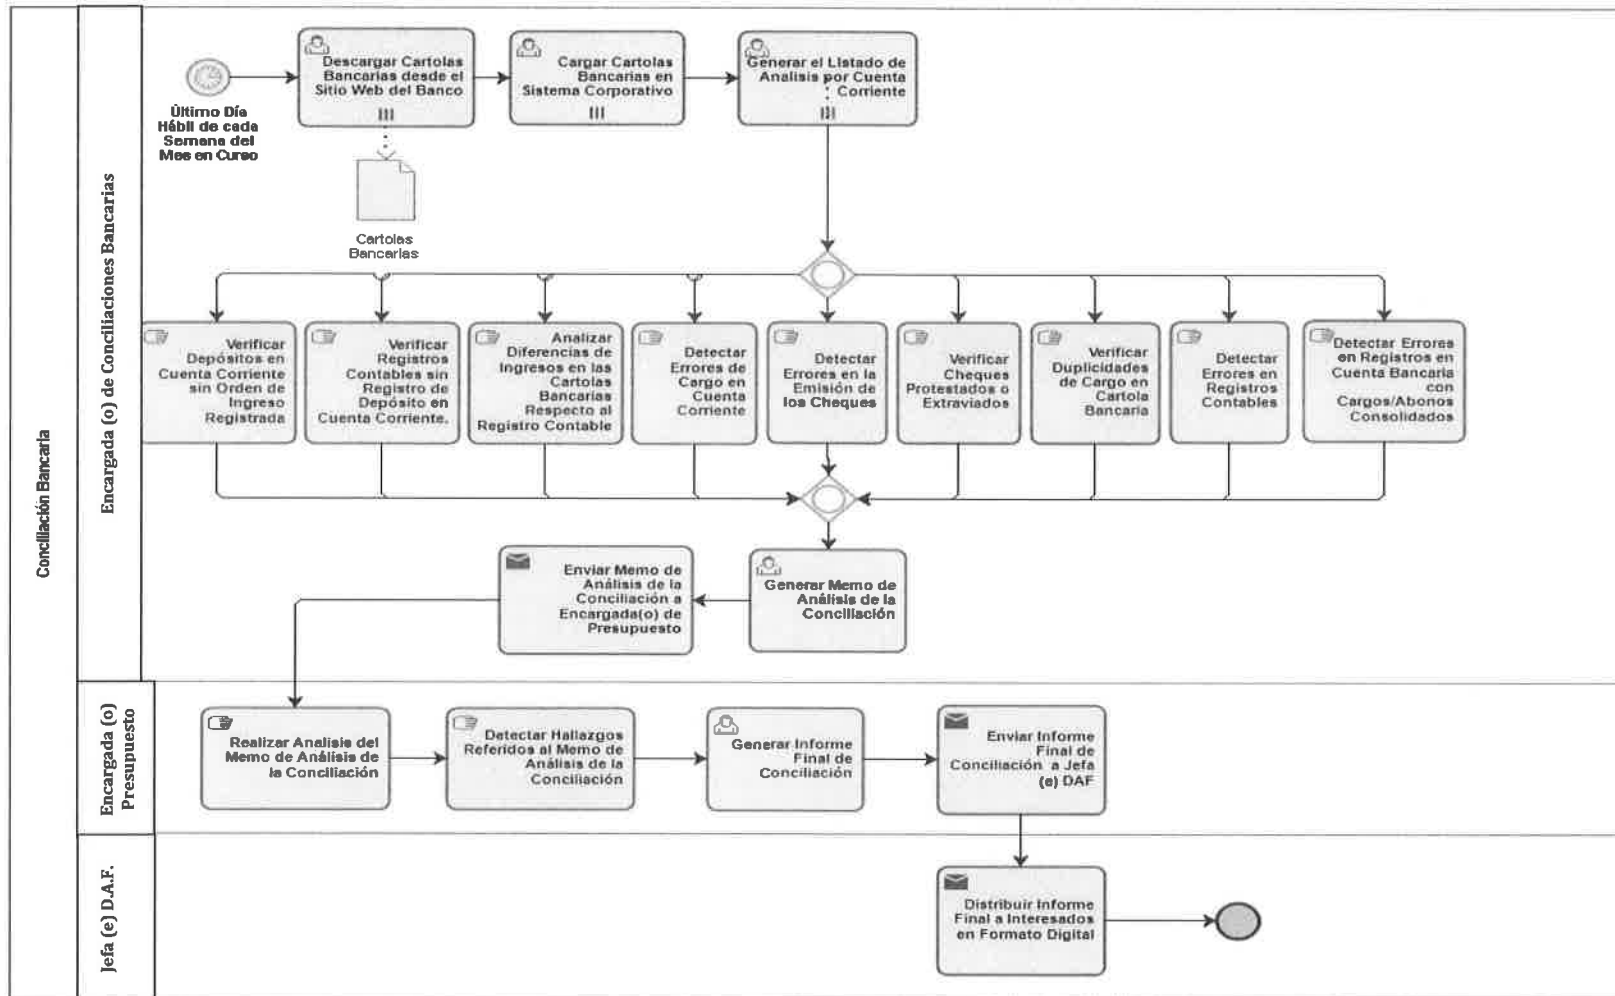 Conciliación Bancaria
Encargada (o) de Conciliaciones Bancarias
Último Día
Hábil de cada
Semana del
Mes en Curso
Descargar Cartolas
Bancarias desde el
Sitio Web del Banco
Cargar Cartolas
Bancarias en
Sistema Corporativo
Generar el Listado de
Analisis por Cuenta
Corriente
Cartolas
Bancarias
Verificar
Depósitos en
Cuenta Corriente
sin Orden de
Ingreso
Registrada
Verificar
Registros
Contables sin
Registro de
Depósito en
Cuenta Corriente.
Analizar
Diferencias de
Ingresos en las
Cartolas
Bancarias
Respecto al
Registro Contable
Detectar
Errores de
Cargo en
Cuenta
Corriente
Detectar
Errores en la
Emisión de
los Cheques
Verificar
Cheques
Protestados o
Extraviados
Verificar
Duplicidades
de Cargo en
Cartola
Bancaria
Detectar
Errores en
Registros
Contables
Detectar Errores
en Registros en
Cuenta Bancaria
con
Cargos/Abonos
Consolidados
Enviar Memo de
Análisis de la
Conciliación a
Encargada(o) de
Presupuesto
Generar Memo de
Análisis de la
Conciliación
Encargada (o)
Presupuesto
Realizar Analisis del
Memo de Análisis de
la Conciliación
Detectar Hallazgos
Referidos al Memo de
Análisis de la
Conciliación
Generar Informe
Final de
Conciliación
Enviar Informe
Final de
Conciliación a Jefa
(e) DAF
Jefa (e) D.A.F.
Distribuir Informe
Final a Interesados
en Formato Digital